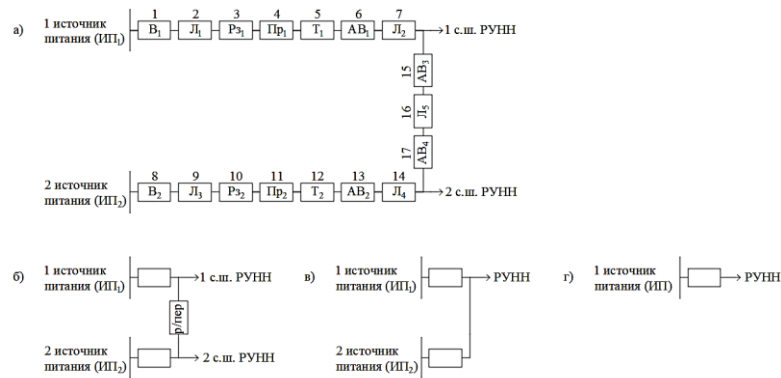 а)
1 источник
питания (ИП₁)
1 2 3 4 5 6 7
В₁ Л₁ Рз₁ Пр₁ Т₁ АВ₁ Л₂
1 с.ш. РУНН
15 АВ₃
16 Л₅
17 АВ₄
2 источник
питания (ИП₂)
8 9 10 11 12 13 14
В₂ Л₃ Рз₂ Пр₂ Т₂ АВ₂ Л₄
2 с.ш. РУНН
б)
1 источник
питания (ИП₁)
1 с.ш. РУНН
р/пер
2 источник
питания (ИП₂)
2 с.ш. РУНН
в)
1 источник
питания (ИП₁)
РУНН
2 источник
питания (ИП₂)
г)
1 источник
питания (ИП)
РУНН